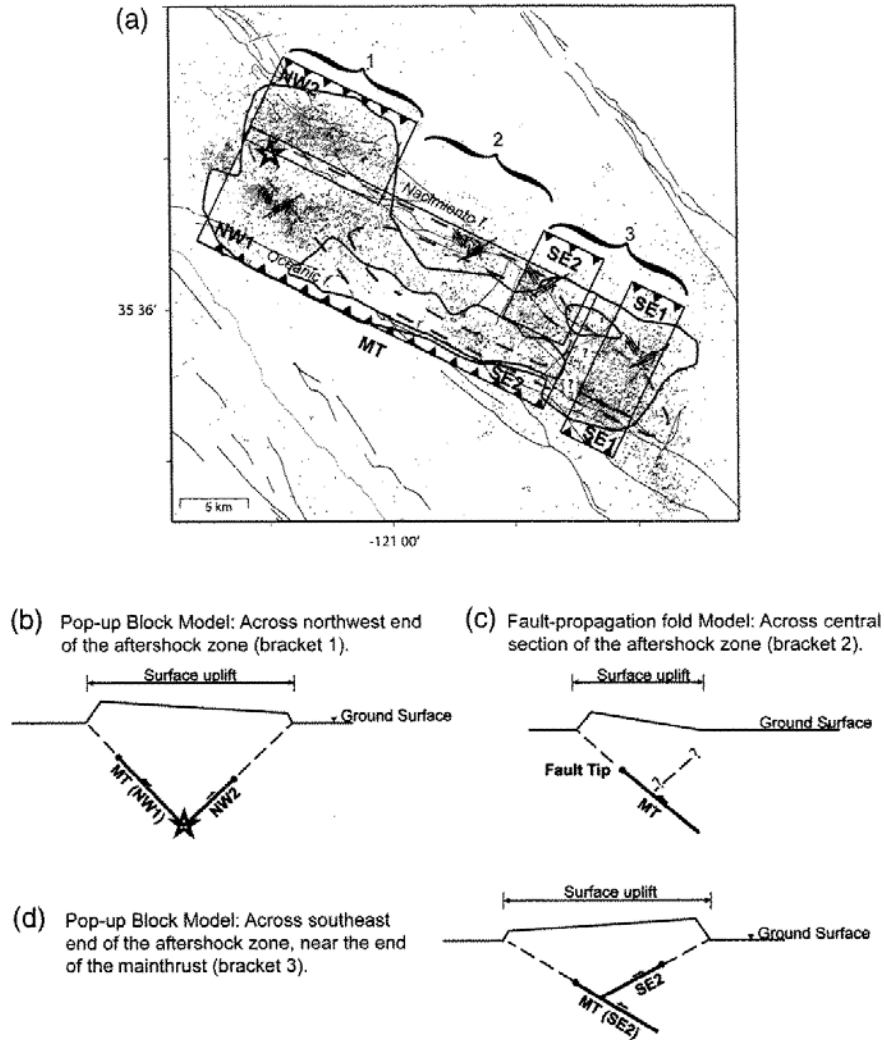 (a)
1
NW2
2
Nacimiento f.
3
SE2
NW1
Oceanic f.
SE1
35 36'
?
MT
SE2
? ?
SE1
5 km
-121 00'
(b) Pop-up Block Model: Across northwest end
of the aftershock zone (bracket 1).
Surface uplift
Ground Surface
MT (NW1)
NW2
(c) Fault-propagation fold Model: Across central
section of the aftershock zone (bracket 2).
Surface uplift
Ground Surface
Fault Tip
? ?
MT
(d) Pop-up Block Model: Across southeast
end of the aftershock zone, near the end
of the mainthrust (bracket 3).
Surface uplift
Ground Surface
SE2
MT (SE2)